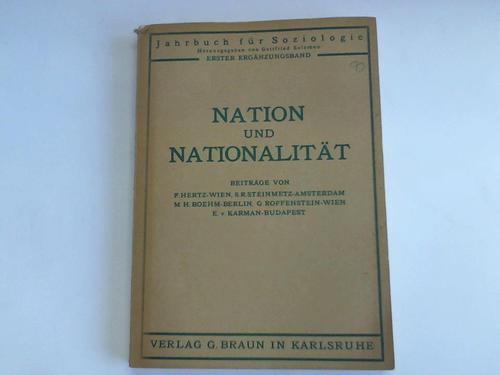 Jahrbuch für Soziologie
Herausgegeben von Gottfried Salomon
ERSTER ERGÄNZUNGSBAND
NATION
UND
NATIONALITÄT
BEITRÄGE VON
F. HERTZ-WIEN, S. R. STEINMETZ-AMSTERDAM
M. H. BOEHM-BERLIN, G. ROFFENSTEIN-WIEN
E. v. KARMAN-BUDAPEST
VERLAG G. BRAUN IN KARLSRUHE